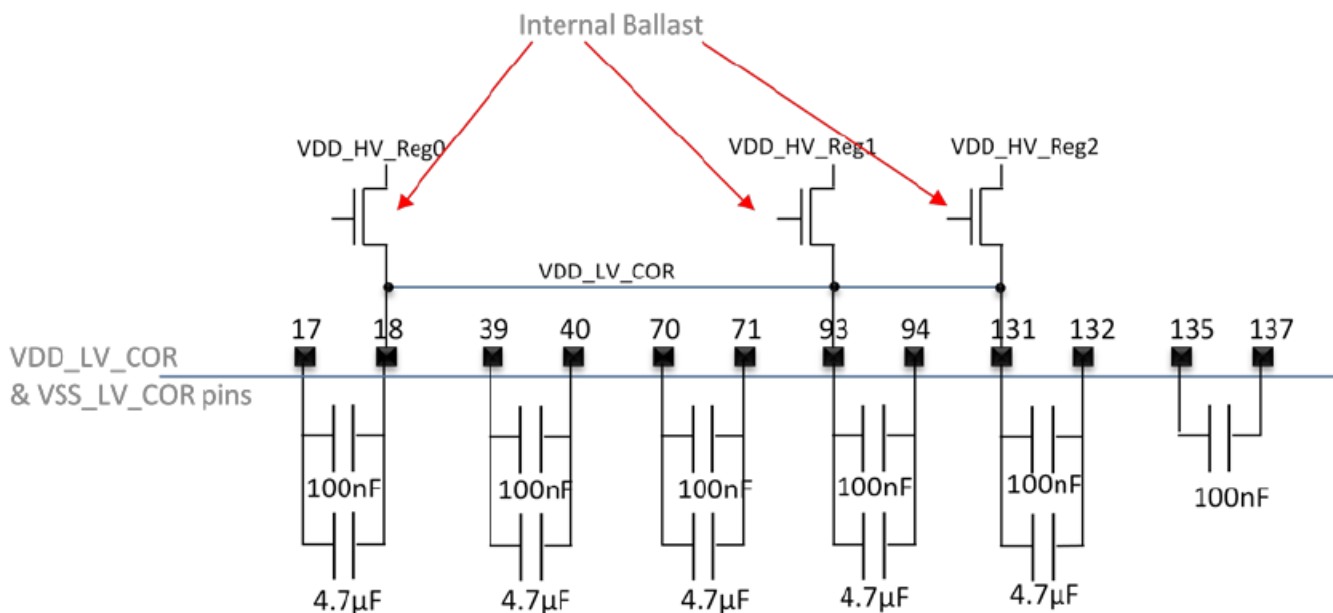 Internal Ballast
VDD_HV_Reg0
VDD_HV_Reg1
VDD_HV_Reg2
VDD_LV_COR
17 18 39 40 70 71 93 94 131 132 135 137
VDD_LV_COR
& VSS_LV_COR pins
100nF 100nF 100nF 100nF 100nF 100nF
4.7µF 4.7µF 4.7µF 4.7µF 4.7µF